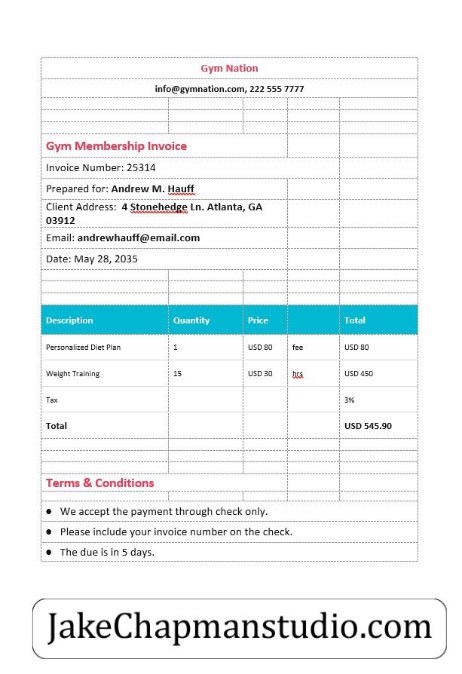 Gym Nation
info@gymnation.com, 222 555 7777
Gym Membership Invoice
Invoice Number: 25314
Prepared for: Andrew M. Hauff
Client Address: 4 Stonehedge Ln. Atlanta, GA
03912
Email: andrewhauff@email.com
Date: May 28, 2035
Description Quantity Price Total
Personalized Diet Plan 1 USD 80 fee USD 80
Weight Training 15 USD 30 hrs USD 450
Tax 3%
Total USD 545.90
Terms & Conditions
● We accept the payment through check only.
● Please include your invoice number on the check.
● The due is in 5 days.
JakeChapmanstudio.com